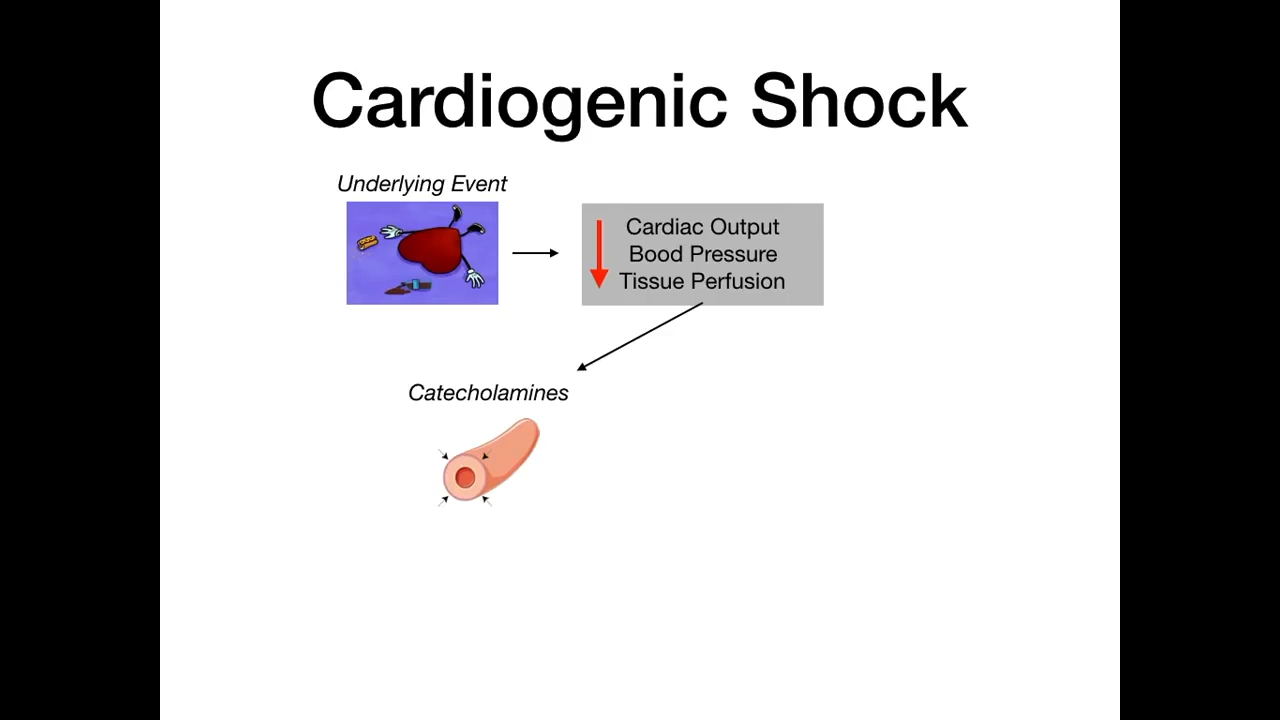 Cardiogenic Shock
Underlying Event
Cardiac Output
Bood Pressure
Tissue Perfusion
Catecholamines